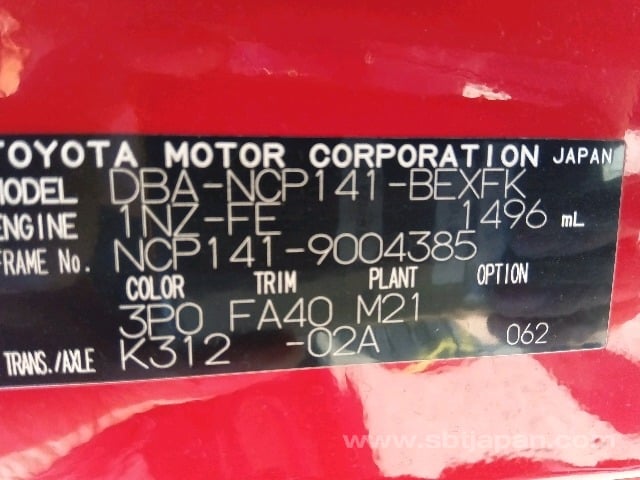 TOYOTA MOTOR CORPORATION JAPAN
MODEL DBA-NCP141-BEXFK
ENGINE 1NZ-FE 1496 mL
FRAME No. NCP141-9004385
COLOR TRIM PLANT OPTION
3P0 FA40 M21
TRANS./AXLE K312 -02A 062
www.sbtjapan.com